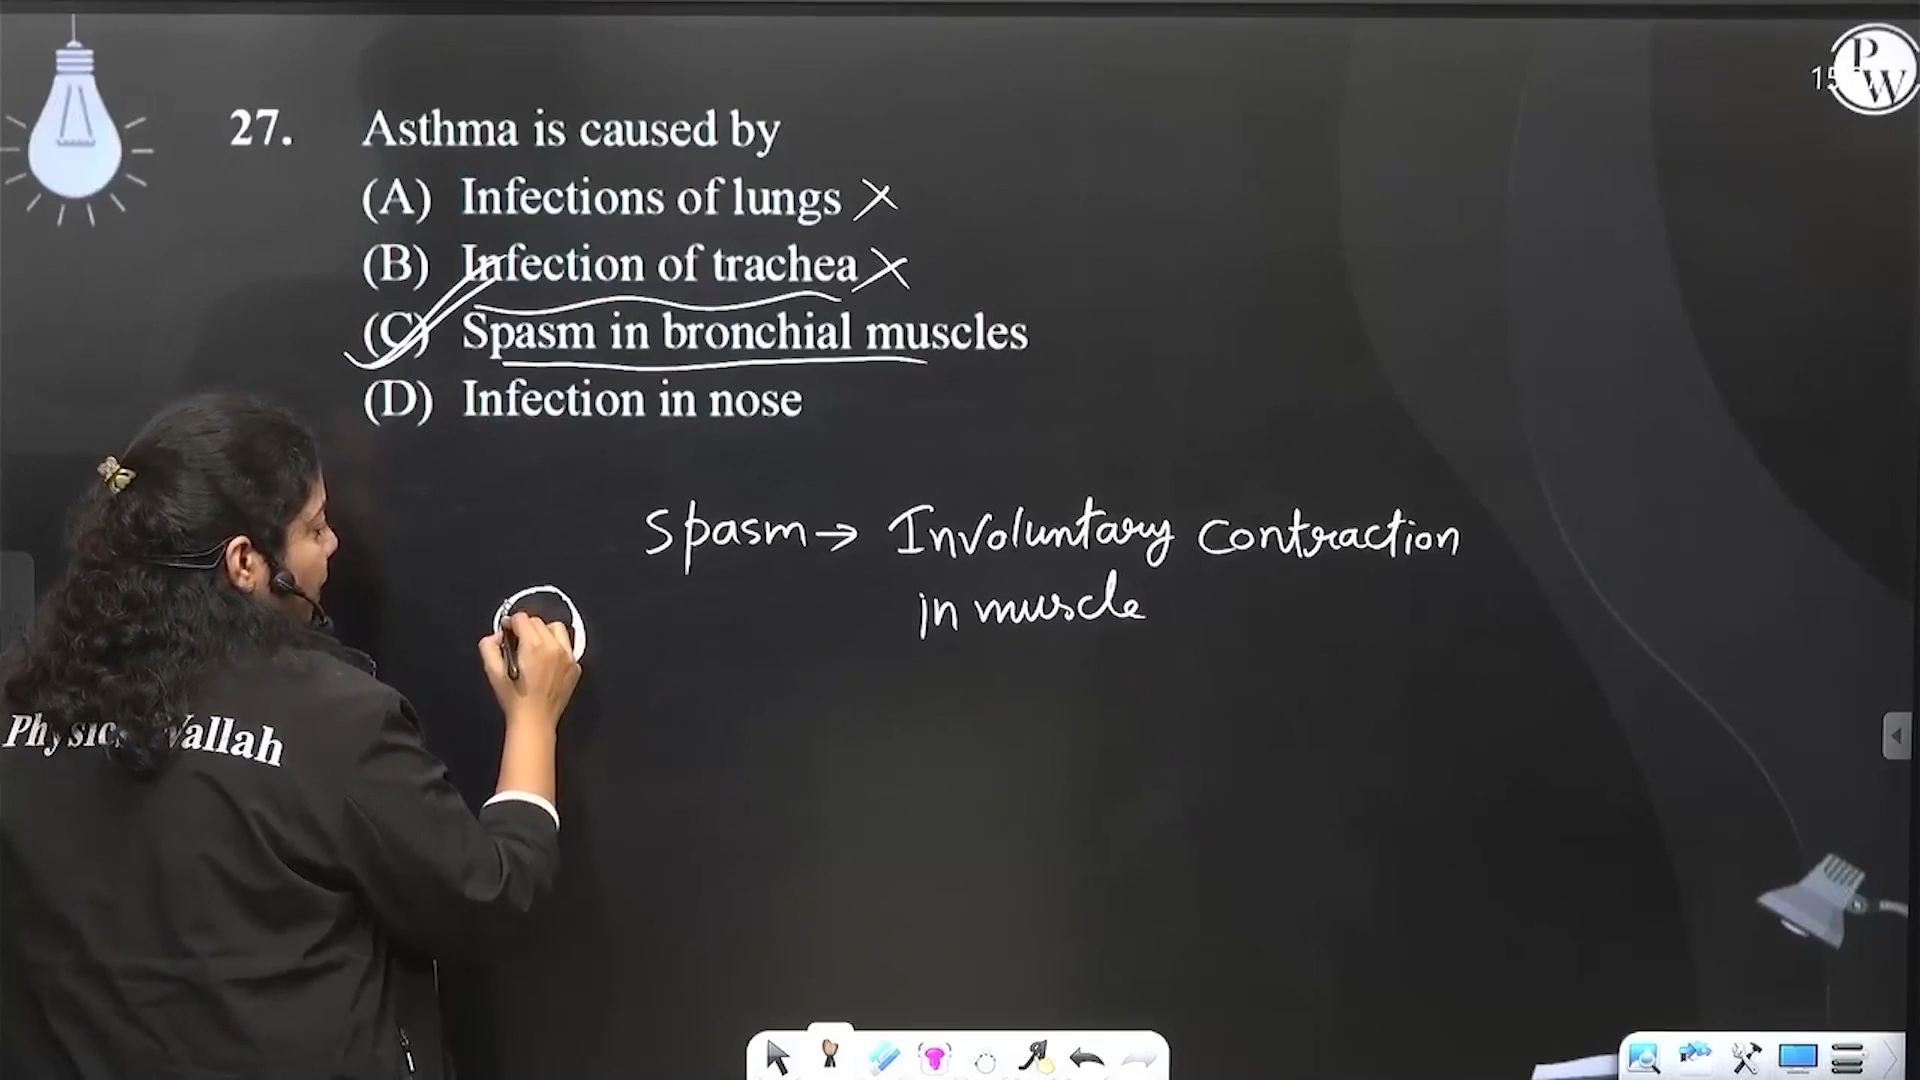 PW
27. Asthma is caused by
(A) Infections of lungs
(B) Infection of trachea
(C) Spasm in bronchial muscles
(D) Infection in nose
Spasm → Involuntary contraction
in muscle
Wallah